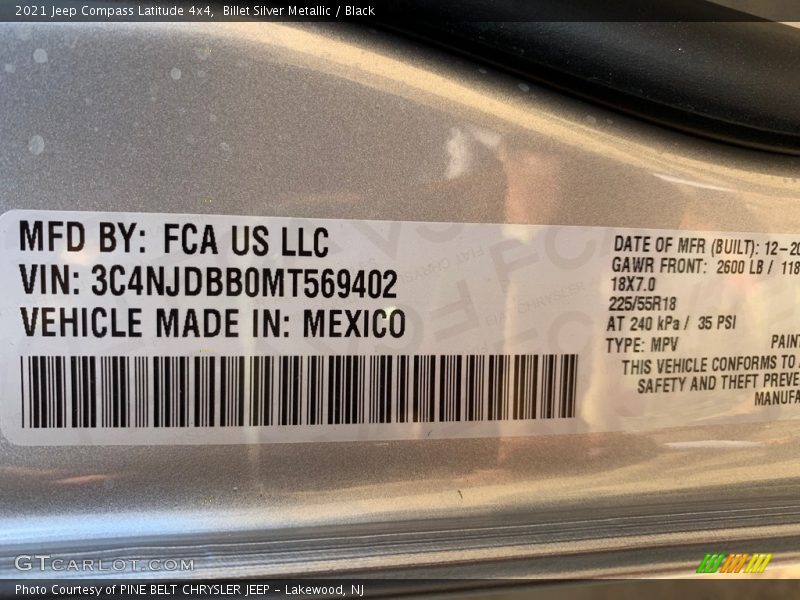 2021 Jeep Compass Latitude 4x4, Billet Silver Metallic / Black
MFD BY: FCA US LLC
VIN: 3C4NJDBB0MT569402
VEHICLE MADE IN: MEXICO
DATE OF MFR (BUILT): 12-20
GAWR FRONT: 2600 LB / 118
18X7.0
225/55R18
AT 240 kPa / 35 PSI
TYPE: MPV PAINT
THIS VEHICLE CONFORMS TO
SAFETY AND THEFT PREVE
MANUFA
GTCARLOT.COM
Photo Courtesy of PINE BELT CHRYSLER JEEP - Lakewood, NJ